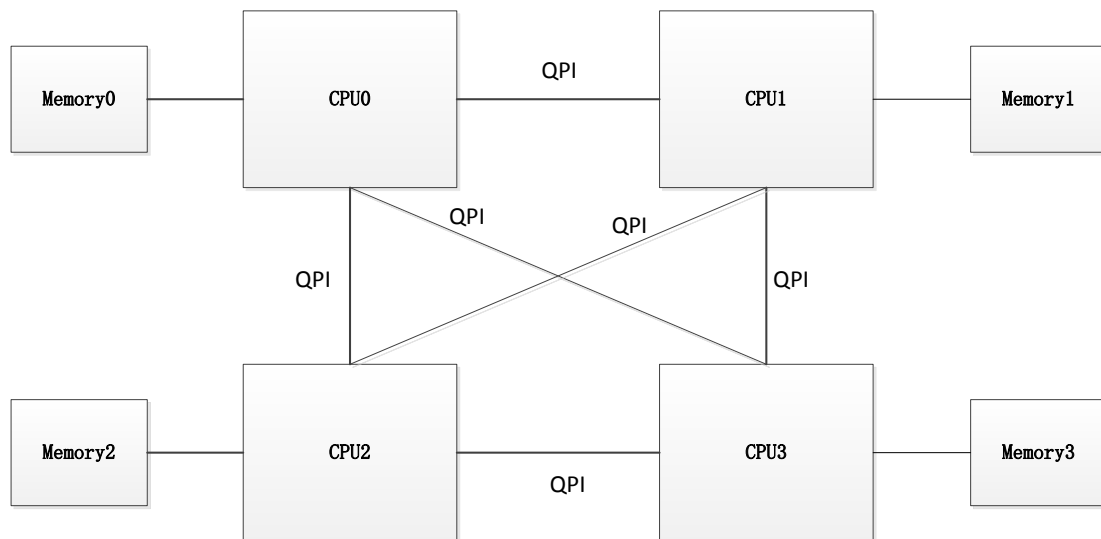 QPI
Memory0
CPU0
CPU1
Memory1
QPI
QPI
QPI
QPI
Memory2
CPU2
CPU3
Memory3
QPI